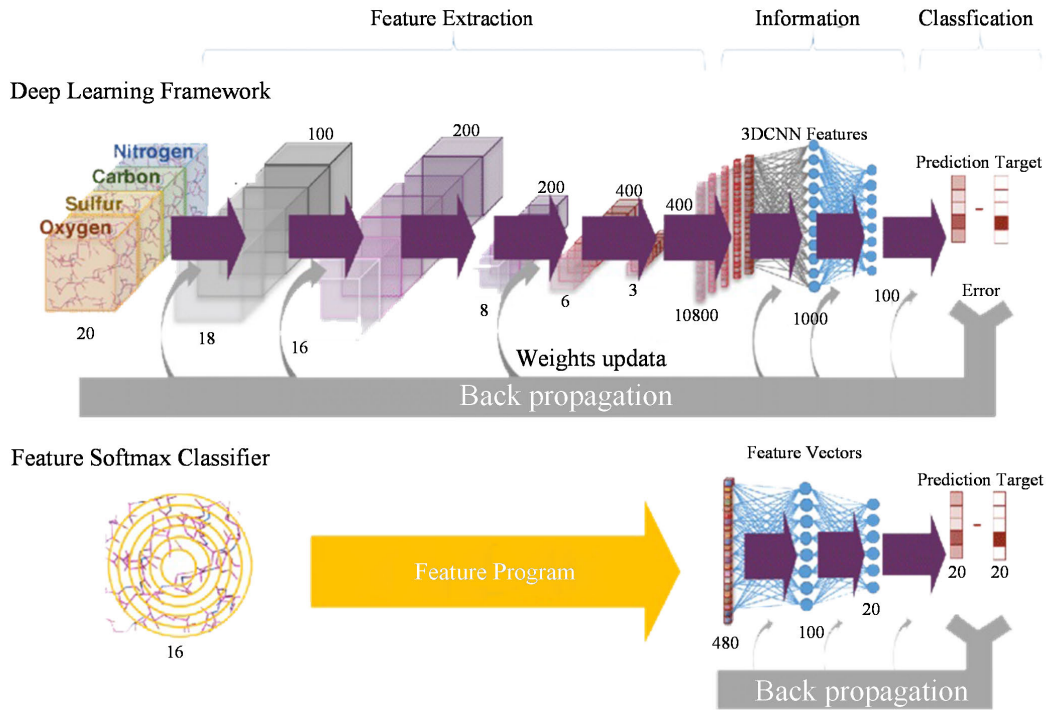 Feature Extraction
Information
Classfication
Deep Learning Framework
Nitrogen
Carbon
Sulfur
Oxygen
100
200
200
400
400
3DCNN Features
Prediction Target
-
20
18
16
8
6
3
10800
1000
100
Error
Weights updata
Back propagation
Feature Softmax Classifier
Feature Vectors
Prediction Target
-
Feature Program
16
480
100
20
20
20
Back propagation